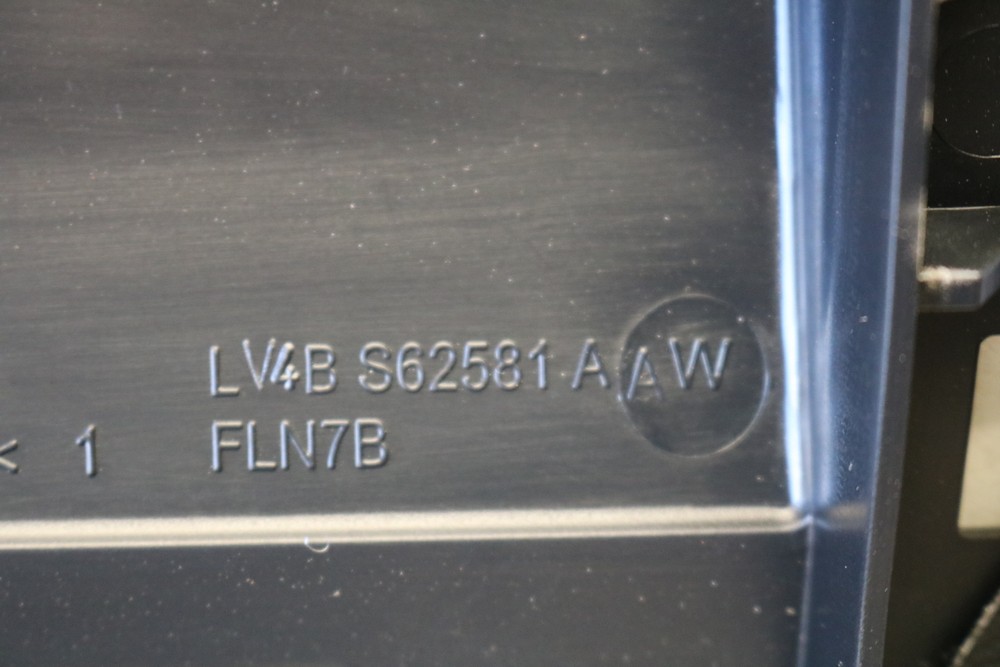 LV4B S62581 AAW
< 1 FLN7B